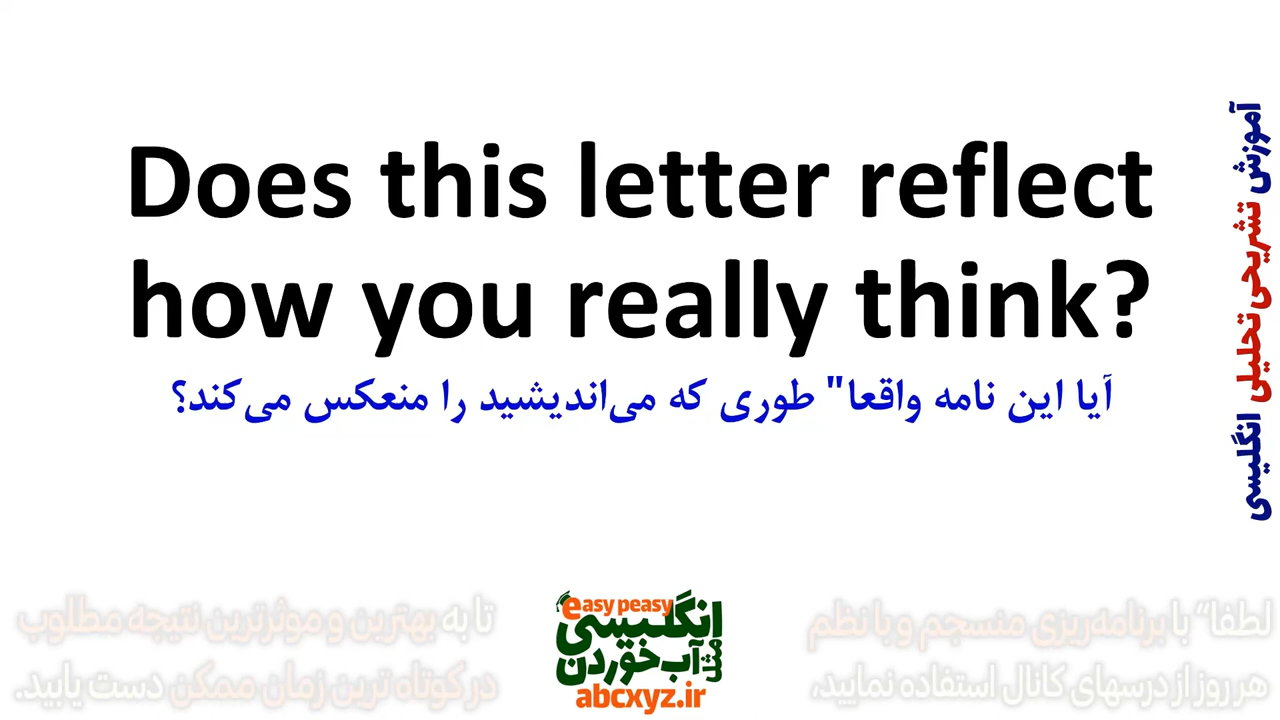 Does this letter reflect
how you really think?
آیا این نامه واقعا" طوری که می‌اندیشید را منعکس می‌کند؟
آموزش تشریحی تحلیلی انگلیسی
لطفا" با برنامه‌ریزی منسجم و با نظم
هر روز از درسهای کانال استفاده نمایید،
تا به بهترین و موثرترین نتیجه مطلوب
در کوتاه ترین زمان ممکن دست یابید.
easy peasy
انگلیسی
مثل آب خوردن
abcxyz.ir